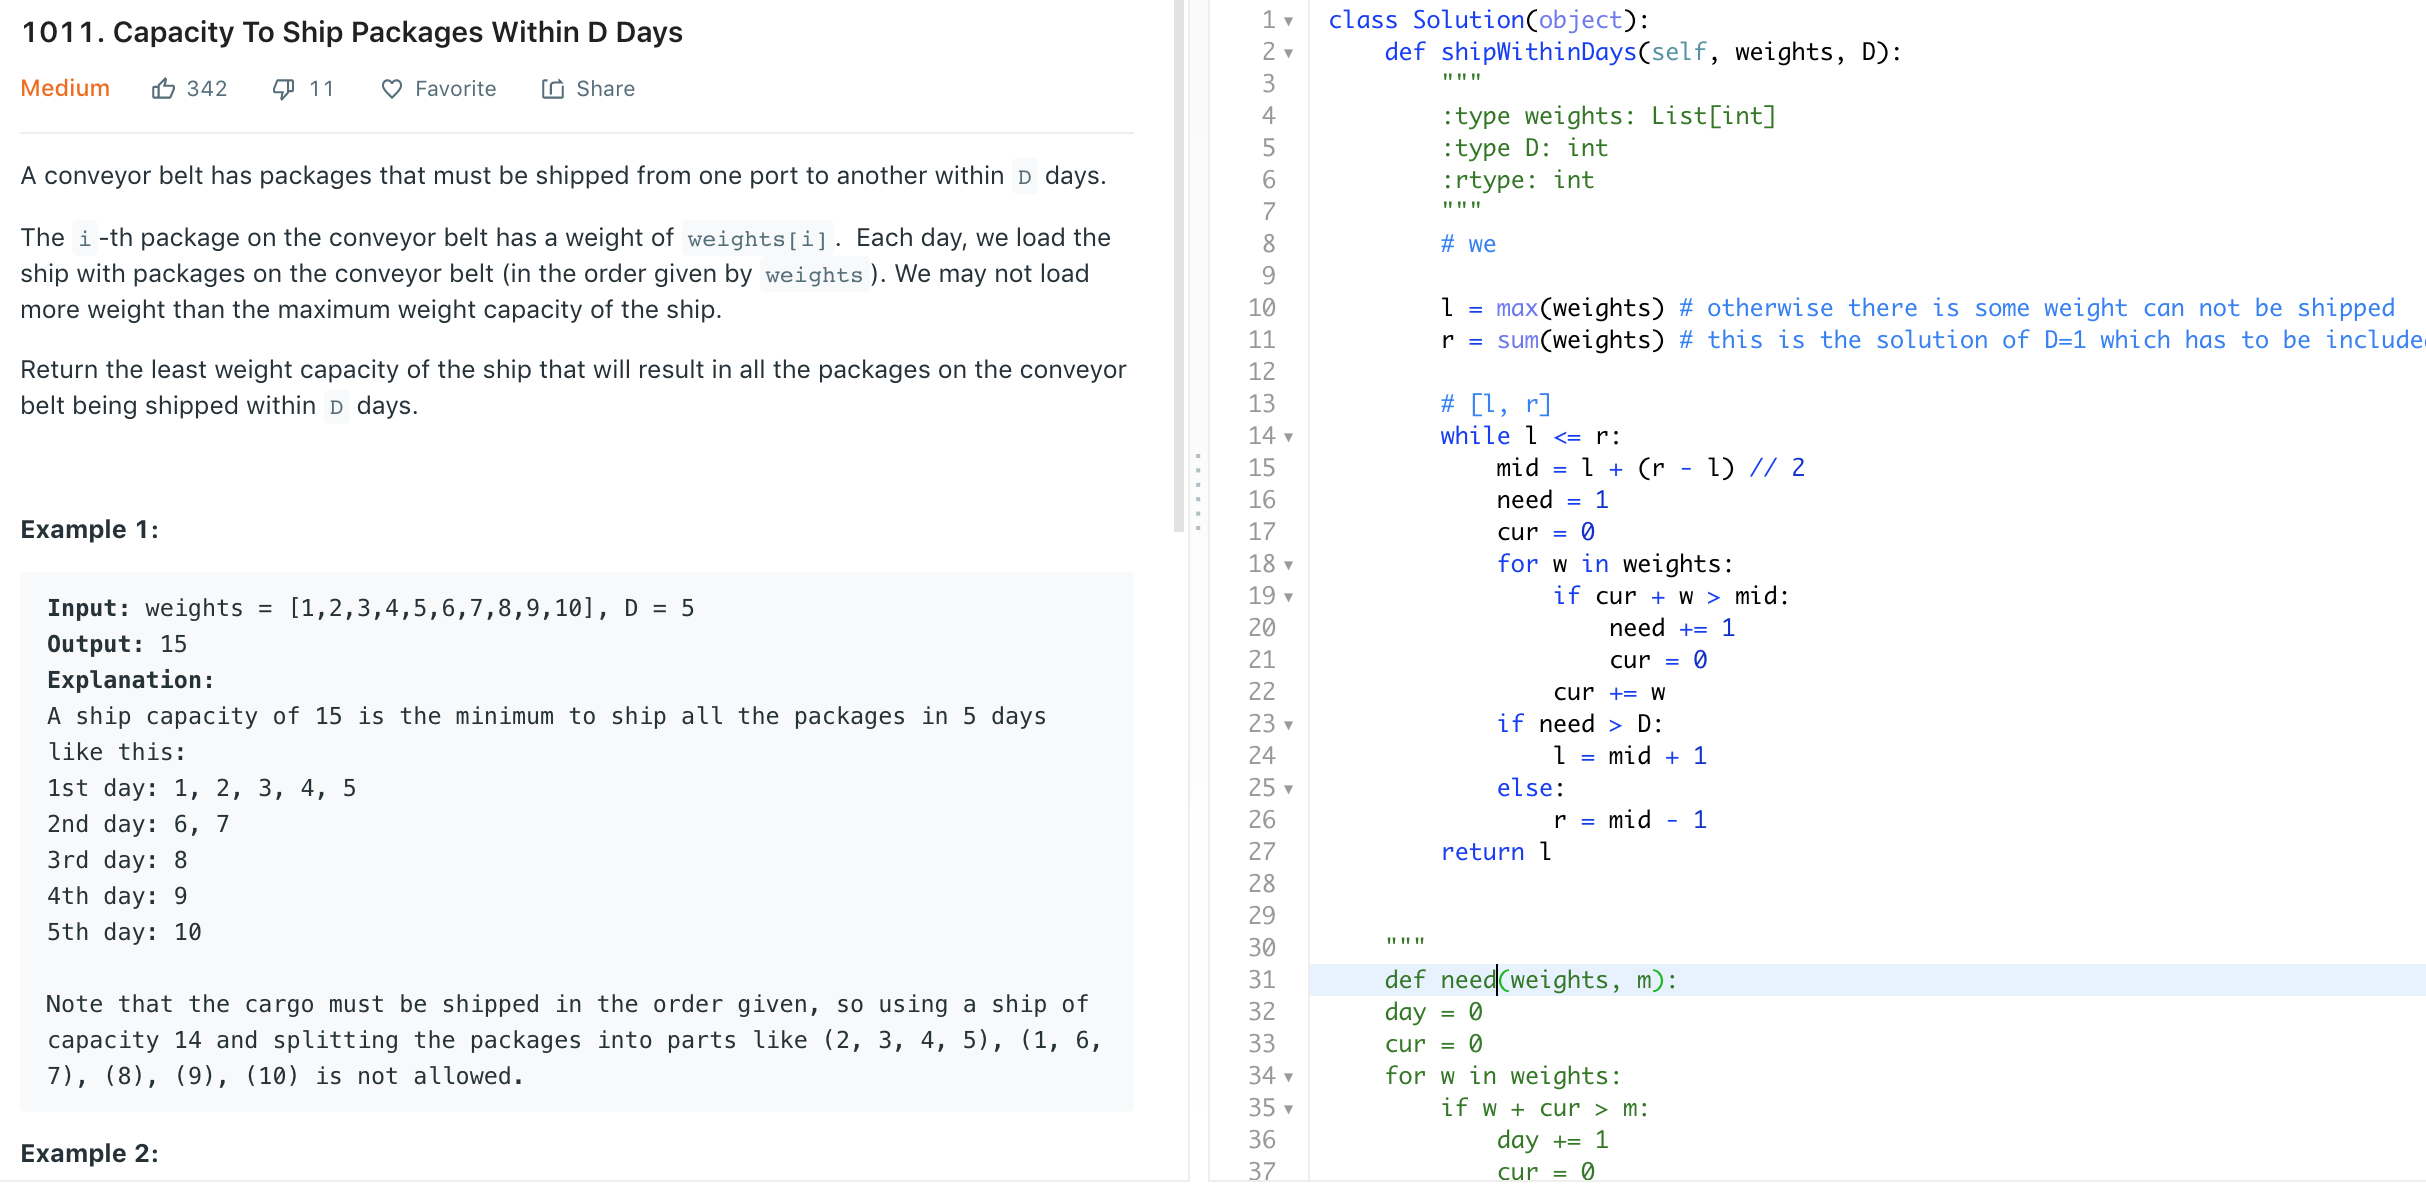 1011. Capacity To Ship Packages Within D Days
Medium 342 11 Favorite Share
A conveyor belt has packages that must be shipped from one port to another within D days.
The i -th package on the conveyor belt has a weight of weights[i]. Each day, we load the
ship with packages on the conveyor belt (in the order given by weights ). We may not load
more weight than the maximum weight capacity of the ship.
Return the least weight capacity of the ship that will result in all the packages on the conveyor
belt being shipped within D days.
Example 1:
Input: weights = [1,2,3,4,5,6,7,8,9,10], D = 5
Output: 15
Explanation:
A ship capacity of 15 is the minimum to ship all the packages in 5 days
like this:
1st day: 1, 2, 3, 4, 5
2nd day: 6, 7
3rd day: 8
4th day: 9
5th day: 10
Note that the cargo must be shipped in the order given, so using a ship of
capacity 14 and splitting the packages into parts like (2, 3, 4, 5), (1, 6,
7), (8), (9), (10) is not allowed.
Example 2:
1 class Solution(object):
2 def shipWithinDays(self, weights, D):
3 """
4 :type weights: List[int]
5 :type D: int
6 :rtype: int
7 """
8 # we
9
10 l = max(weights) # otherwise there is some weight can not be shipped
11 r = sum(weights) # this is the solution of D=1 which has to be include
12
13 # [l, r]
14 while l <= r:
15 mid = l + (r - l) // 2
16 need = 1
17 cur = 0
18 for w in weights:
19 if cur + w > mid:
20 need += 1
21 cur = 0
22 cur += w
23 if need > D:
24 l = mid + 1
25 else:
26 r = mid - 1
27 return l
28
29
30 """
31 def need(weights, m):
32 day = 0
33 cur = 0
34 for w in weights:
35 if w + cur > m:
36 day += 1
37 cur = 0